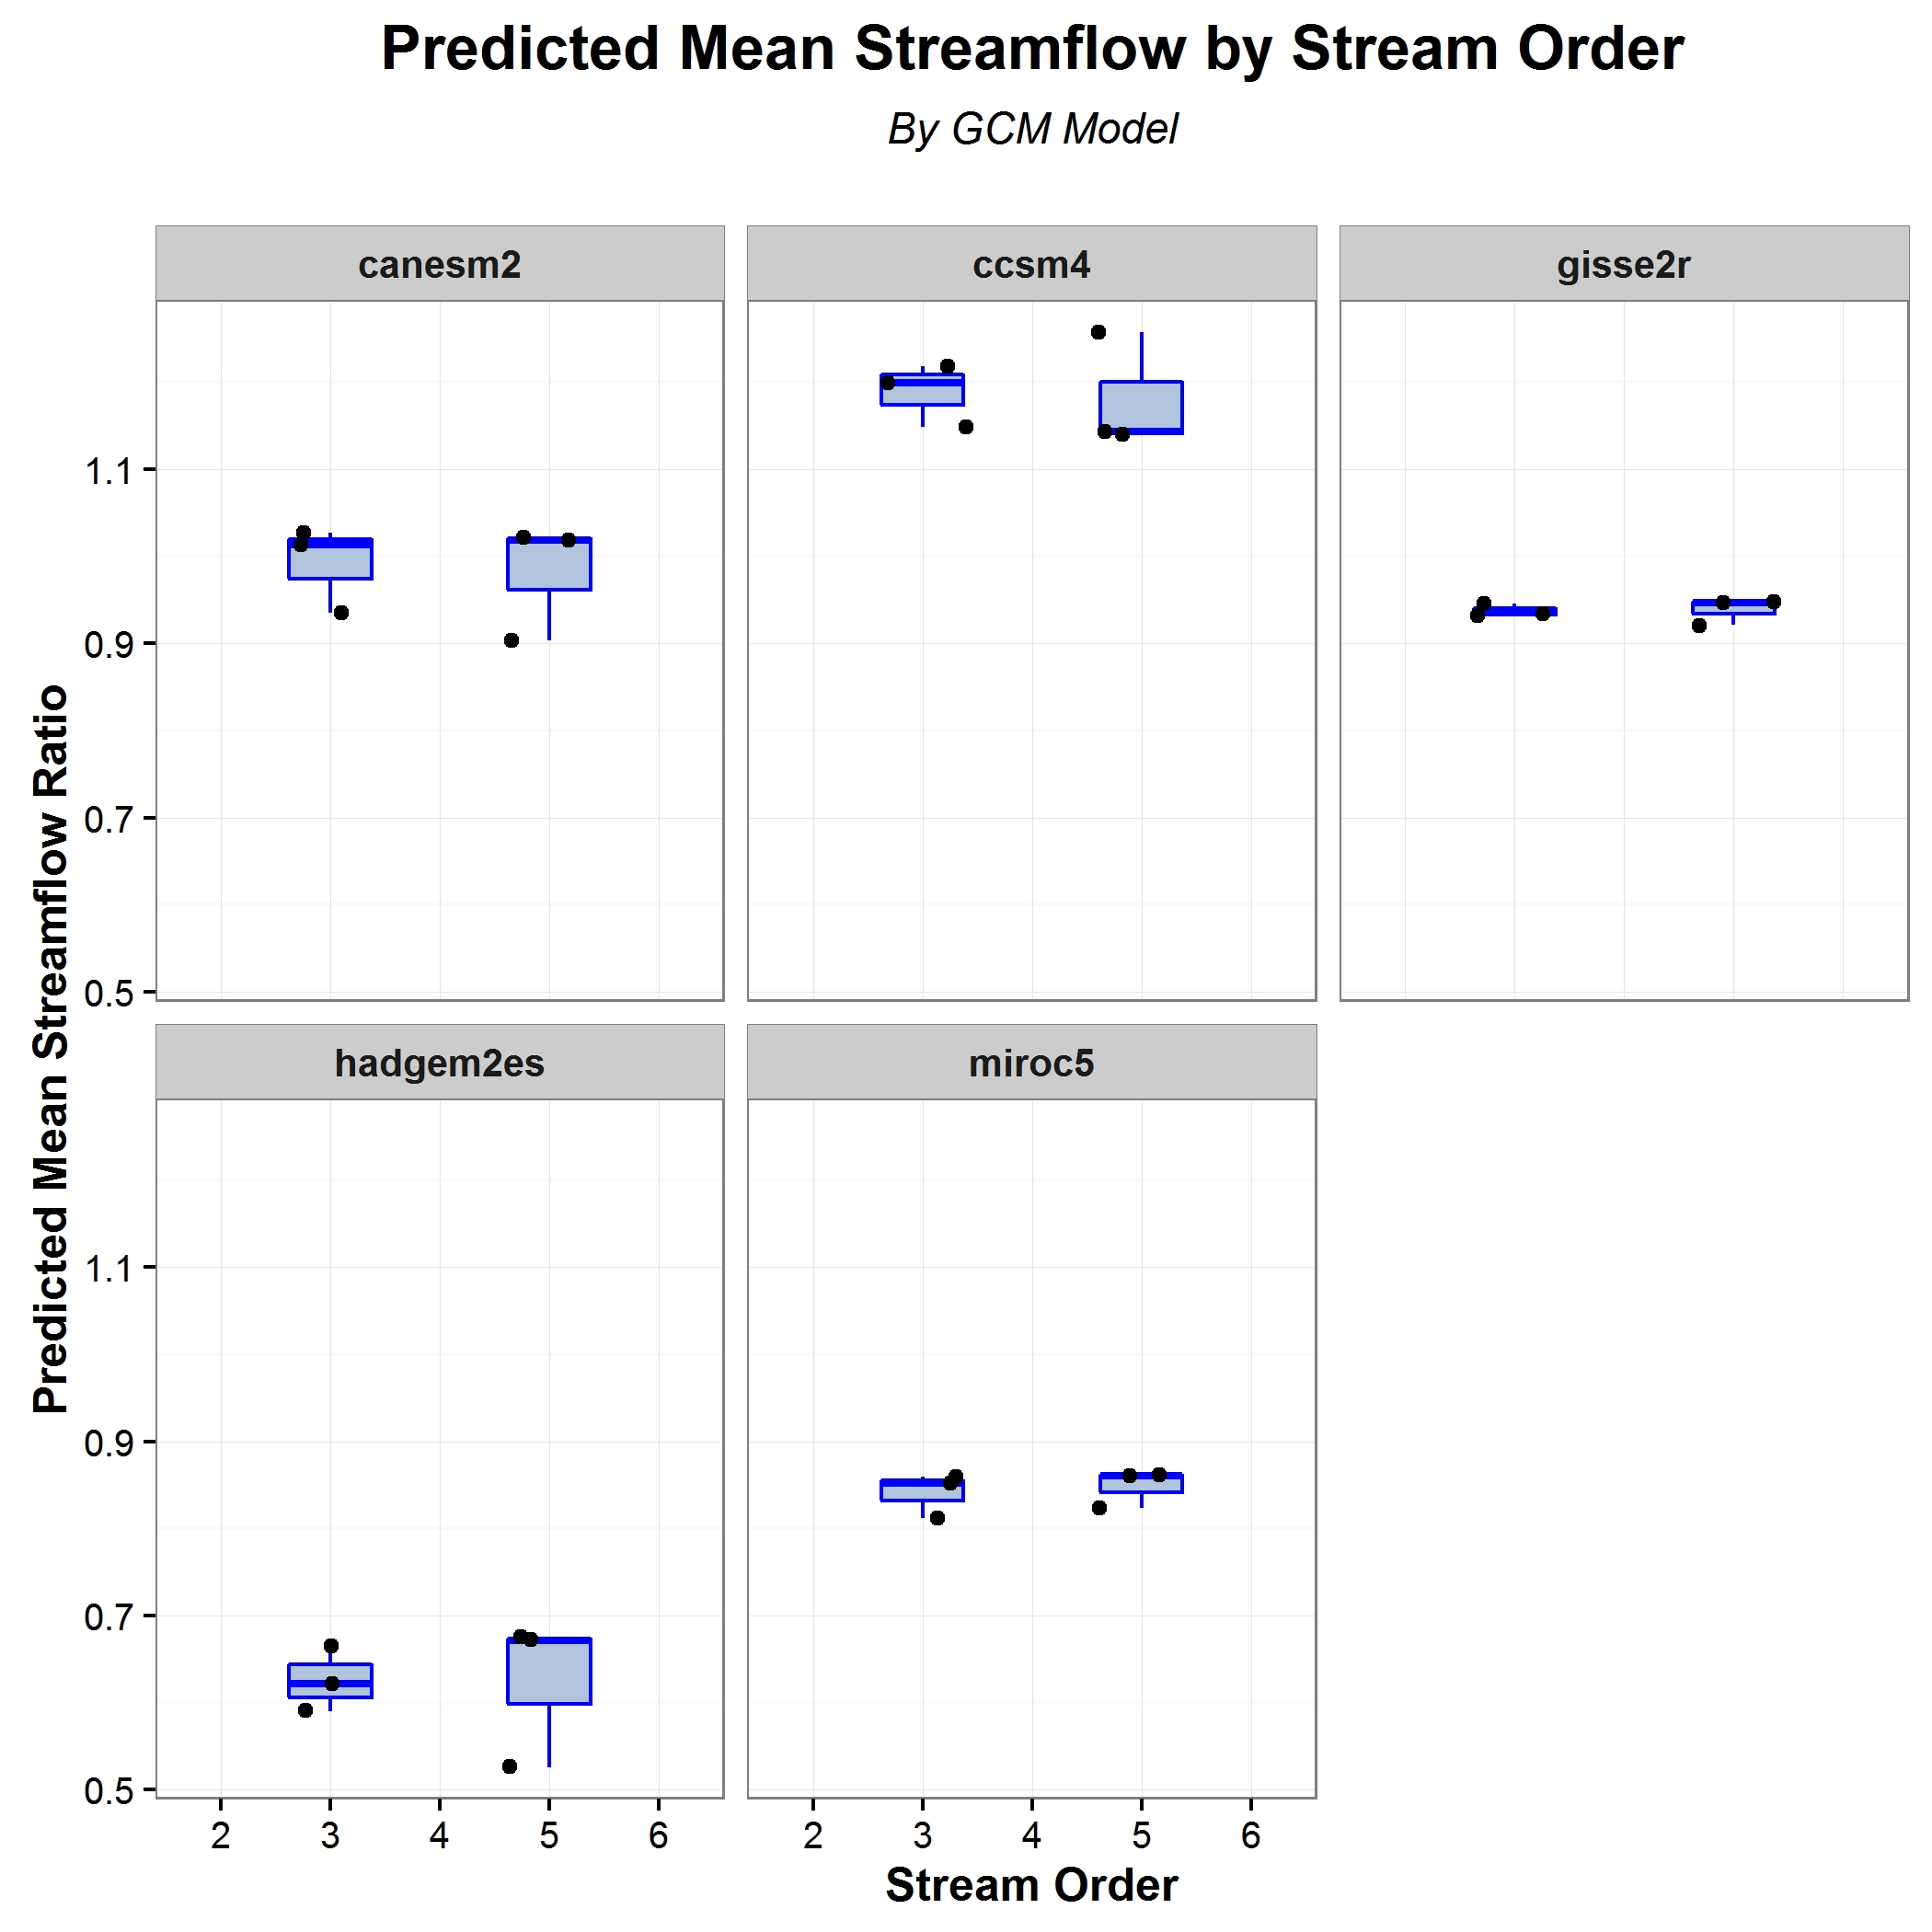 Predicted Mean Streamflow by Stream Order
By GCM Model
canesm2
ccsm4
gisse2r
1.1
0.9
0.7
0.5
Predicted Mean Streamflow Ratio
hadgem2es
miroc5
1.1
0.9
0.7
0.5
2 3 4 5 6
2 3 4 5 6
Stream Order